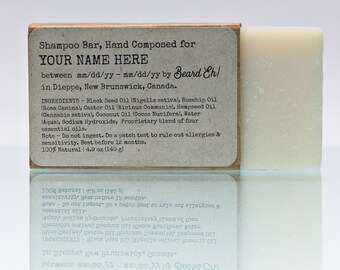 Shampoo Bar, Hand Composed for
YOUR NAME HERE
between mm/dd/yy - mm/dd/yy by Beard Eh!
in Dieppe, New Brunswick, Canada.
INGREDIENTS - Black Seed Oil (Nigella sativa), Rosehip Oil
(Rosa Canina), Castor Oil (Ricinus Communis), Hempseed Oil
(Cannabis sativa), Coconut Oil (Cocos Nucifera), Water
(Aqua), Sodium Hydroxide, Proprietary blend of four
essential oils.
Note - Do not ingest. Do a patch test to rule out allergies &
sensitivity. Best before 12 months.
100% Natural | 4.9 oz (140 g)